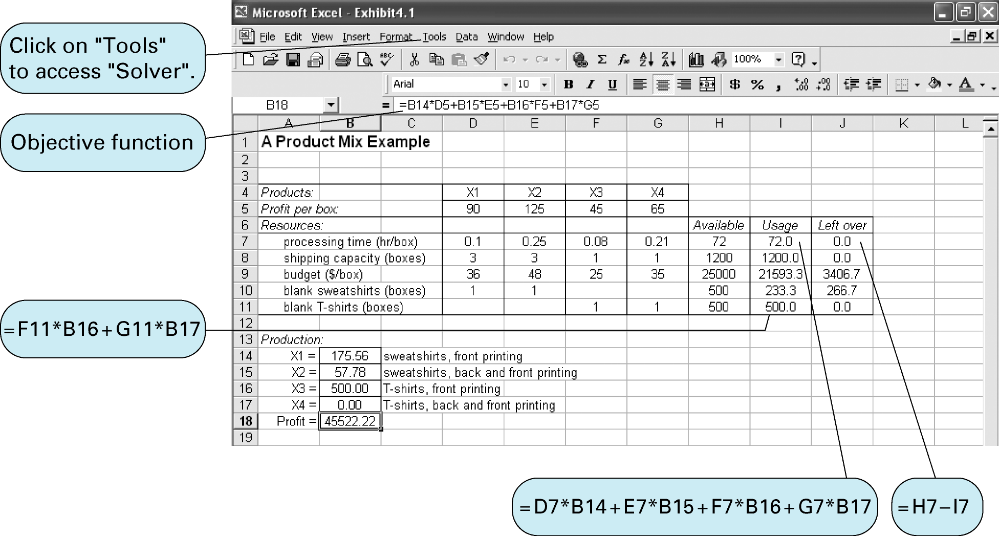 Microsoft Excel - Exhibit4.1
Click on "Tools"
to access "Solver".
File Edit View Insert Format Tools Data Window Help
ABC Σ fx A Z Z A 100% ?
Arial 10 B I U a $ % , +.0 .00 .00 +.0 A
B18 = =B14*D5+B15*E5+B16*F5+B17*G5
Objective function
A B C D E F G H I J K L
1 A Product Mix Example
2
3
4 Products: X1 X2 X3 X4
5 Profit per box: 90 125 45 65
6 Resources: Available Usage Left over
7 processing time (hr/box) 0.1 0.25 0.08 0.21 72 72.0 0.0
8 shipping capacity (boxes) 3 3 1 1 1200 1200.0 0.0
9 budget ($/box) 36 48 25 35 25000 21593.3 3406.7
10 blank sweatshirts (boxes) 1 1 500 233.3 266.7
11 blank T-shirts (boxes) 1 1 500 500.0 0.0
=F11*B16+G11*B17
12
13 Production:
14 X1 = 175.56 sweatshirts, front printing
15 X2 = 57.78 sweatshirts, back and front printing
16 X3 = 500.00 T-shirts, front printing
17 X4 = 0.00 T-shirts, back and front printing
18 Profit = 45522.22
19
=D7*B14+E7*B15+F7*B16+G7*B17
=H7−I7